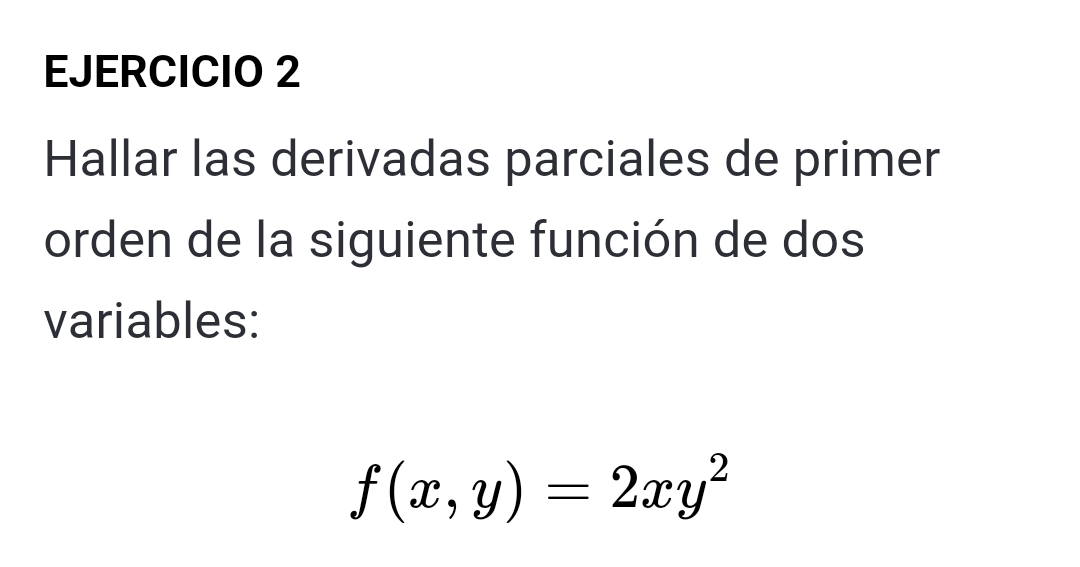 EJERCICIO 2
Hallar las derivadas parciales de primer
orden de la siguiente función de dos
variables:
f(x, y) = 2xy²